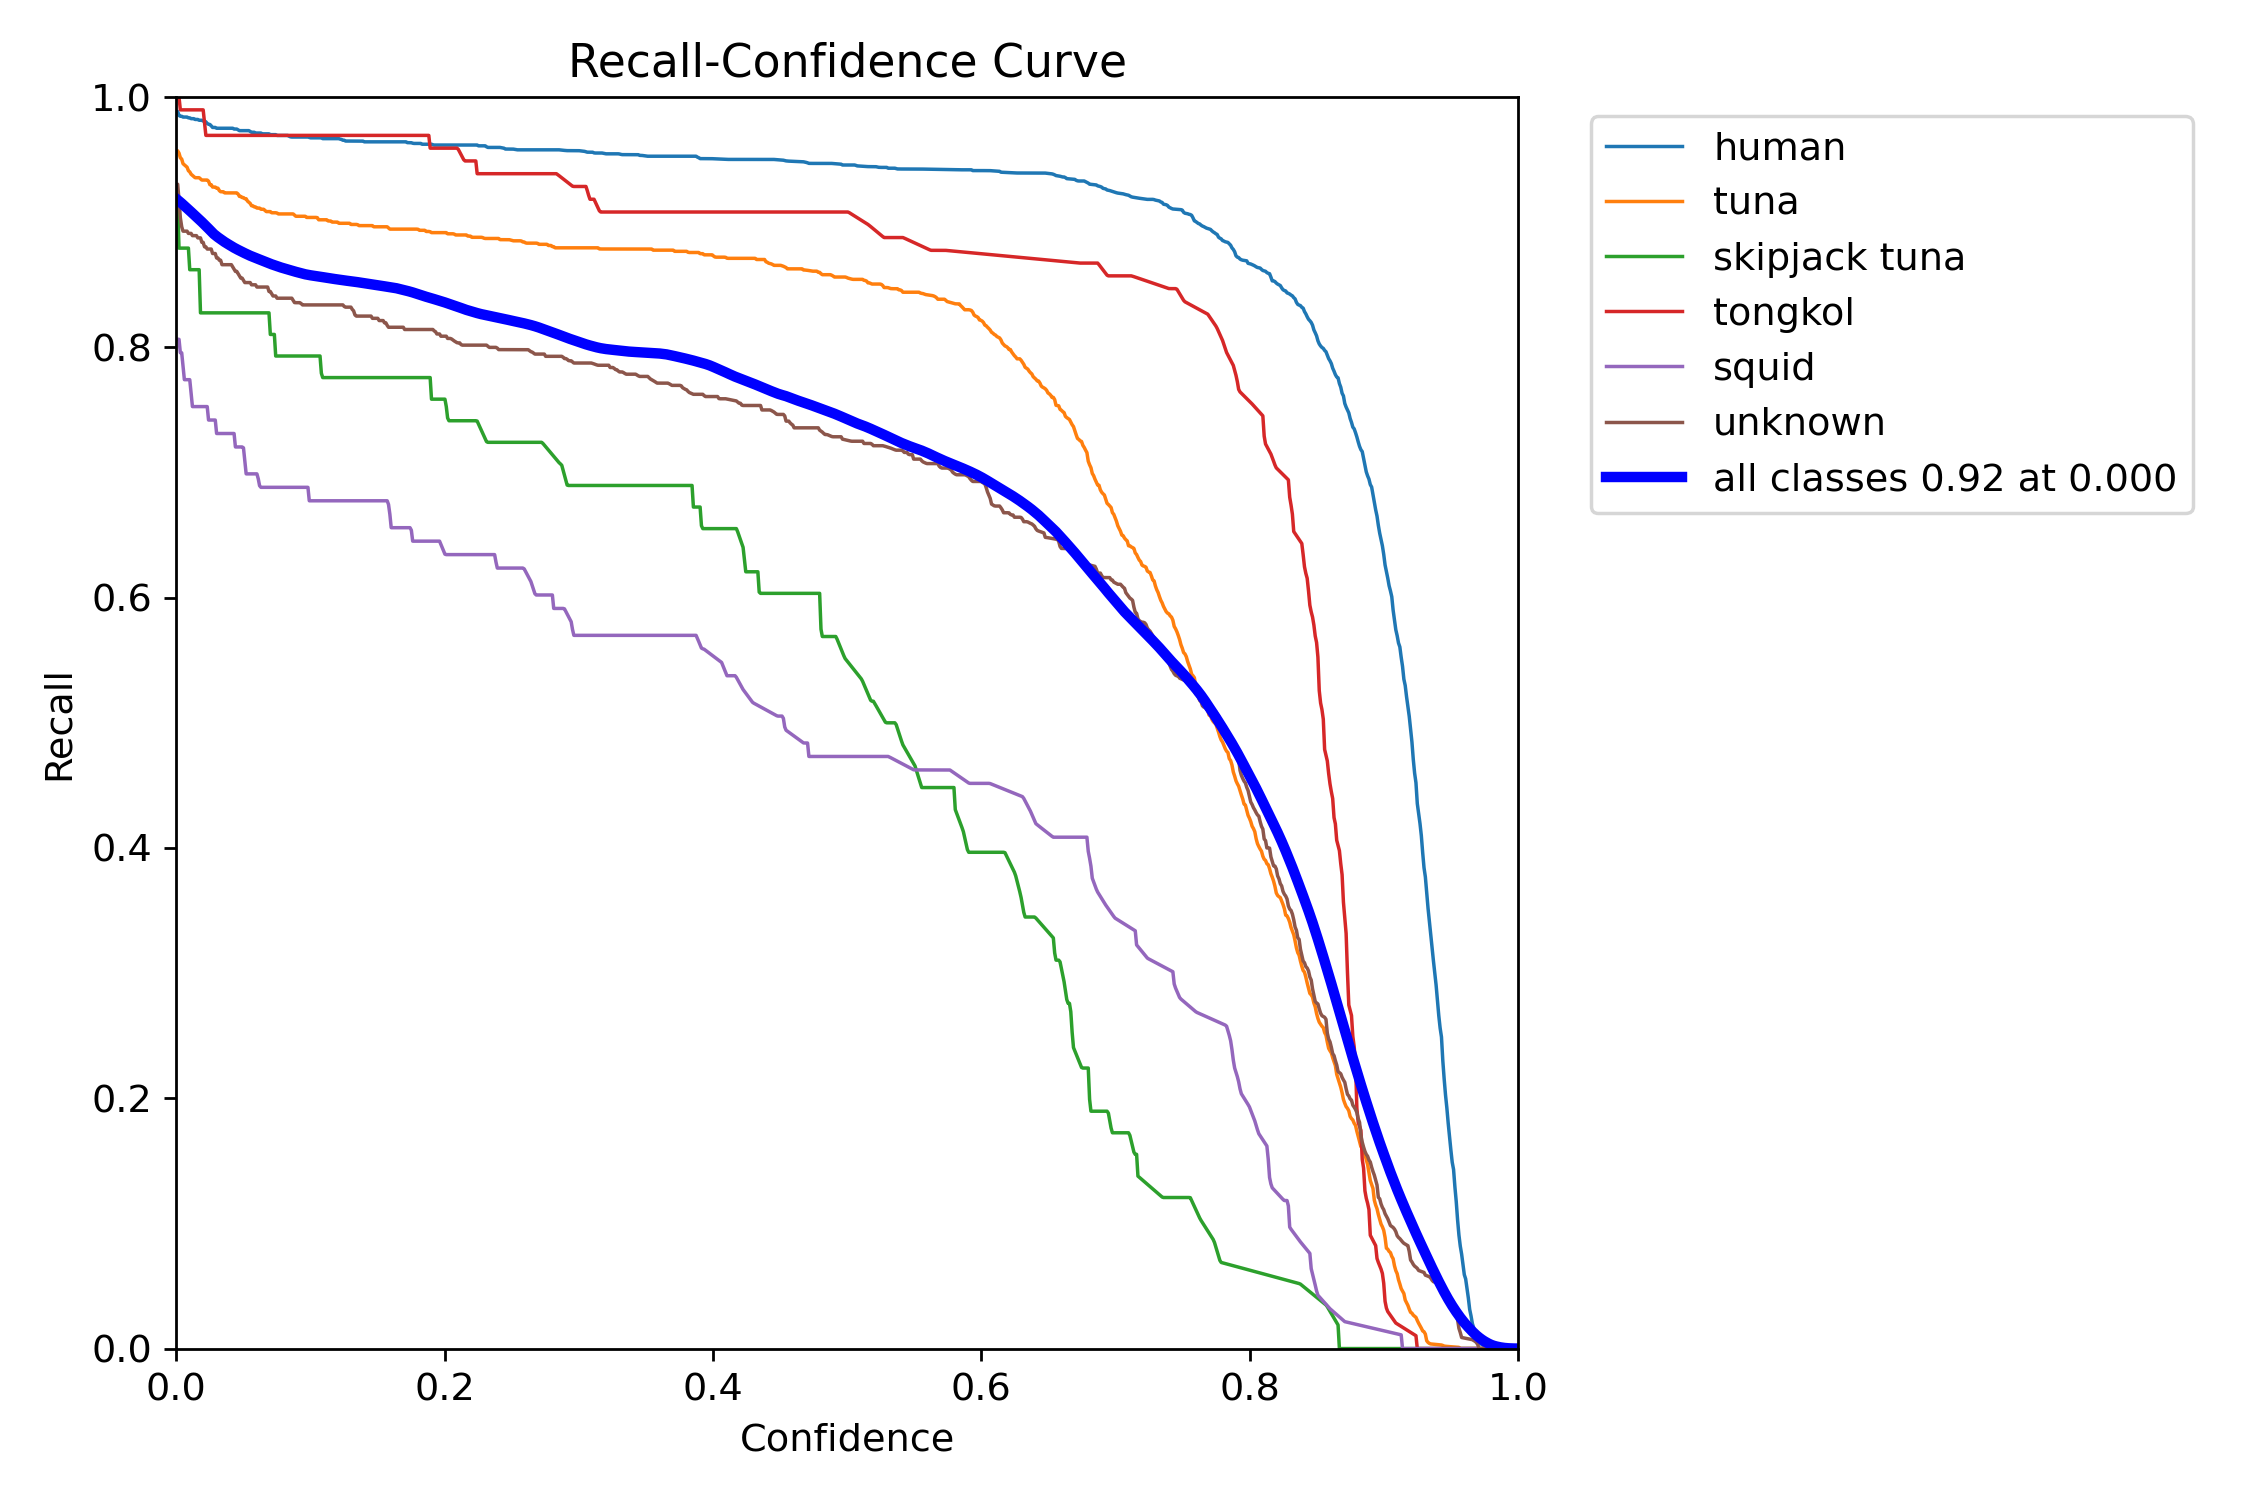 Recall-Confidence Curve
1.0
0.8
0.6
0.4
0.2
0.0
Recall
0.0 0.2 0.4 0.6 0.8 1.0
Confidence
human
tuna
skipjack tuna
tongkol
squid
unknown
all classes 0.92 at 0.000